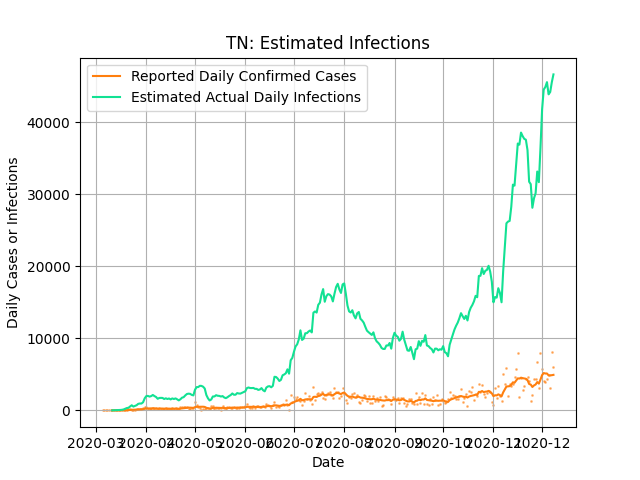 TN: Estimated Infections
Reported Daily Confirmed Cases
Estimated Actual Daily Infections
Daily Cases or Infections
40000
30000
20000
10000
0
2020-03 2020-04 2020-05 2020-06 2020-07 2020-08 2020-09 2020-10 2020-11 2020-12
Date